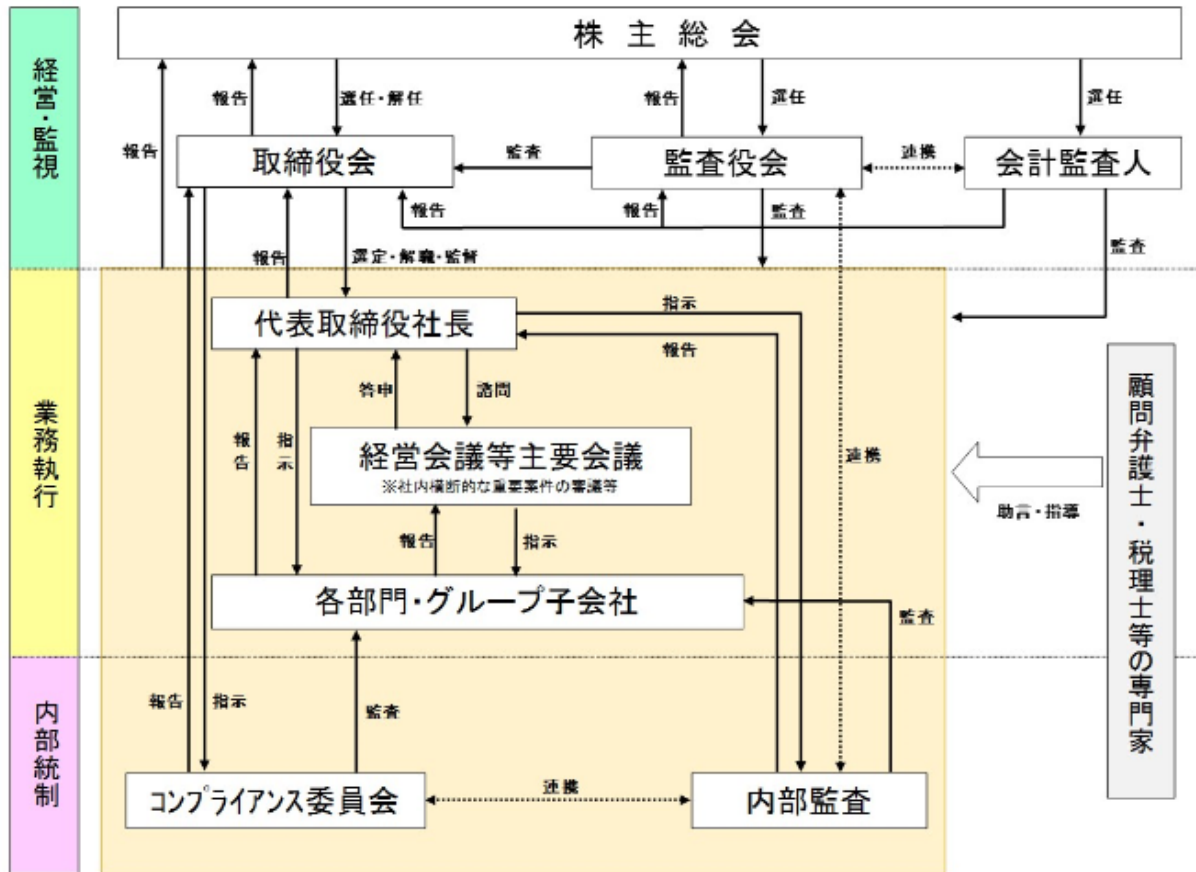 株主総会
経営・監視
報告
報告
選任・解任
報告
選任
選任
取締役会
監査
監査役会
連携
会計監査人
報告
報告
監査
監査
報告
選定・解職・監督
業務執行
代表取締役社長
指示
報告
答申
諮問
報告
指示
経営会議等主要会議
※社内横断的な重要案件の審議等
連携
助言・指導
顧問弁護士・税理士等の専門家
報告
指示
各部門・グループ子会社
監査
内部統制
報告
指示
監査
コンプライアンス委員会
連携
内部監査